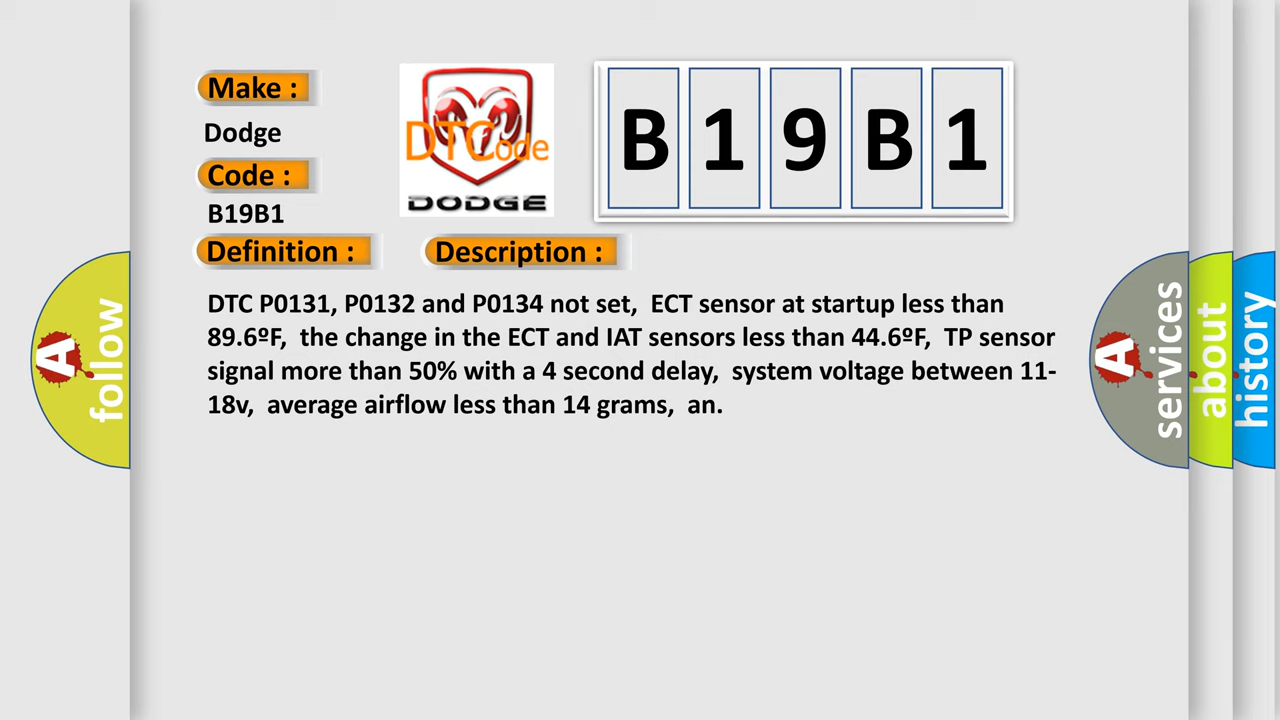 Make :
Dodge
Code :
B19B1
Definition :
Description :
DTC P0131, P0132 and P0134 not set, ECT sensor at startup less than
89.6ºF, the change in the ECT and IAT sensors less than 44.6ºF, TP sensor
signal more than 50% with a 4 second delay, system voltage between 11-
18v, average airflow less than 14 grams, an.
DTCode
DODGE
B19B1
A
follow
A
services
about
history